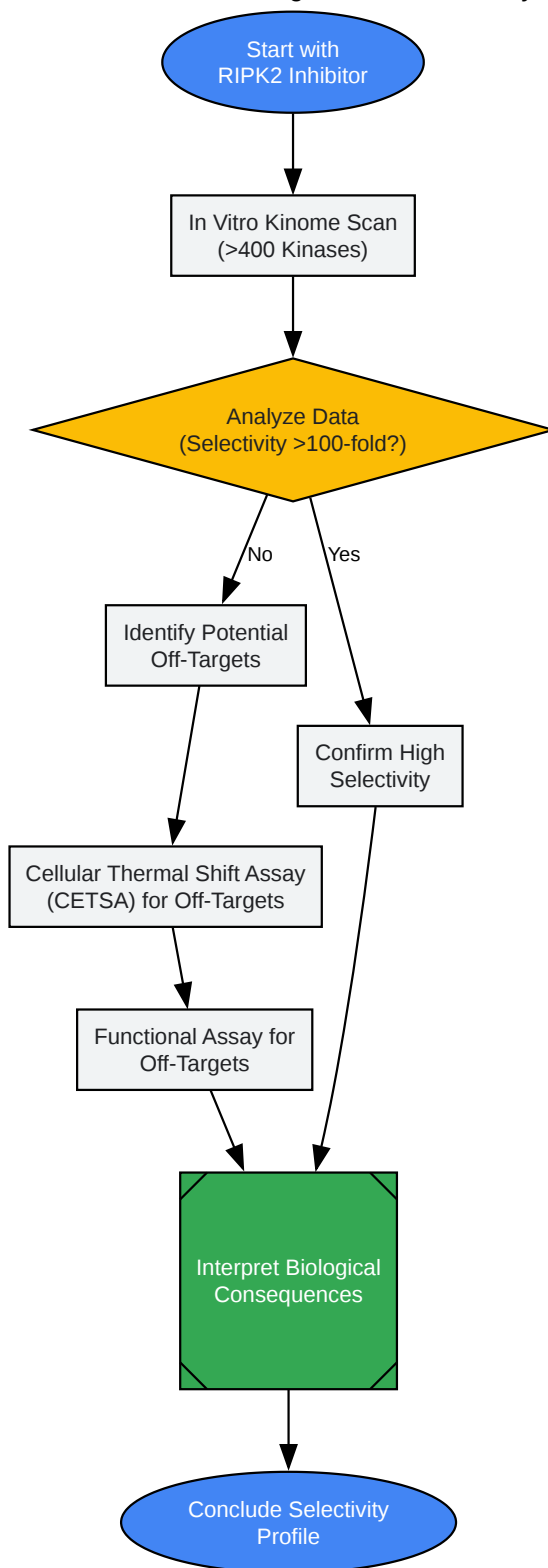 Start with
RIPK2 Inhibitor
In Vitro Kinome Scan
(>400 Kinases)
Analyze Data
(Selectivity >100-fold?)
No
Yes
Identify Potential
Off-Targets
Confirm High
Selectivity
Cellular Thermal Shift Assay
(CETSA) for Off-Targets
Functional Assay for
Off-Targets
Interpret Biological
Consequences
Conclude Selectivity
Profile